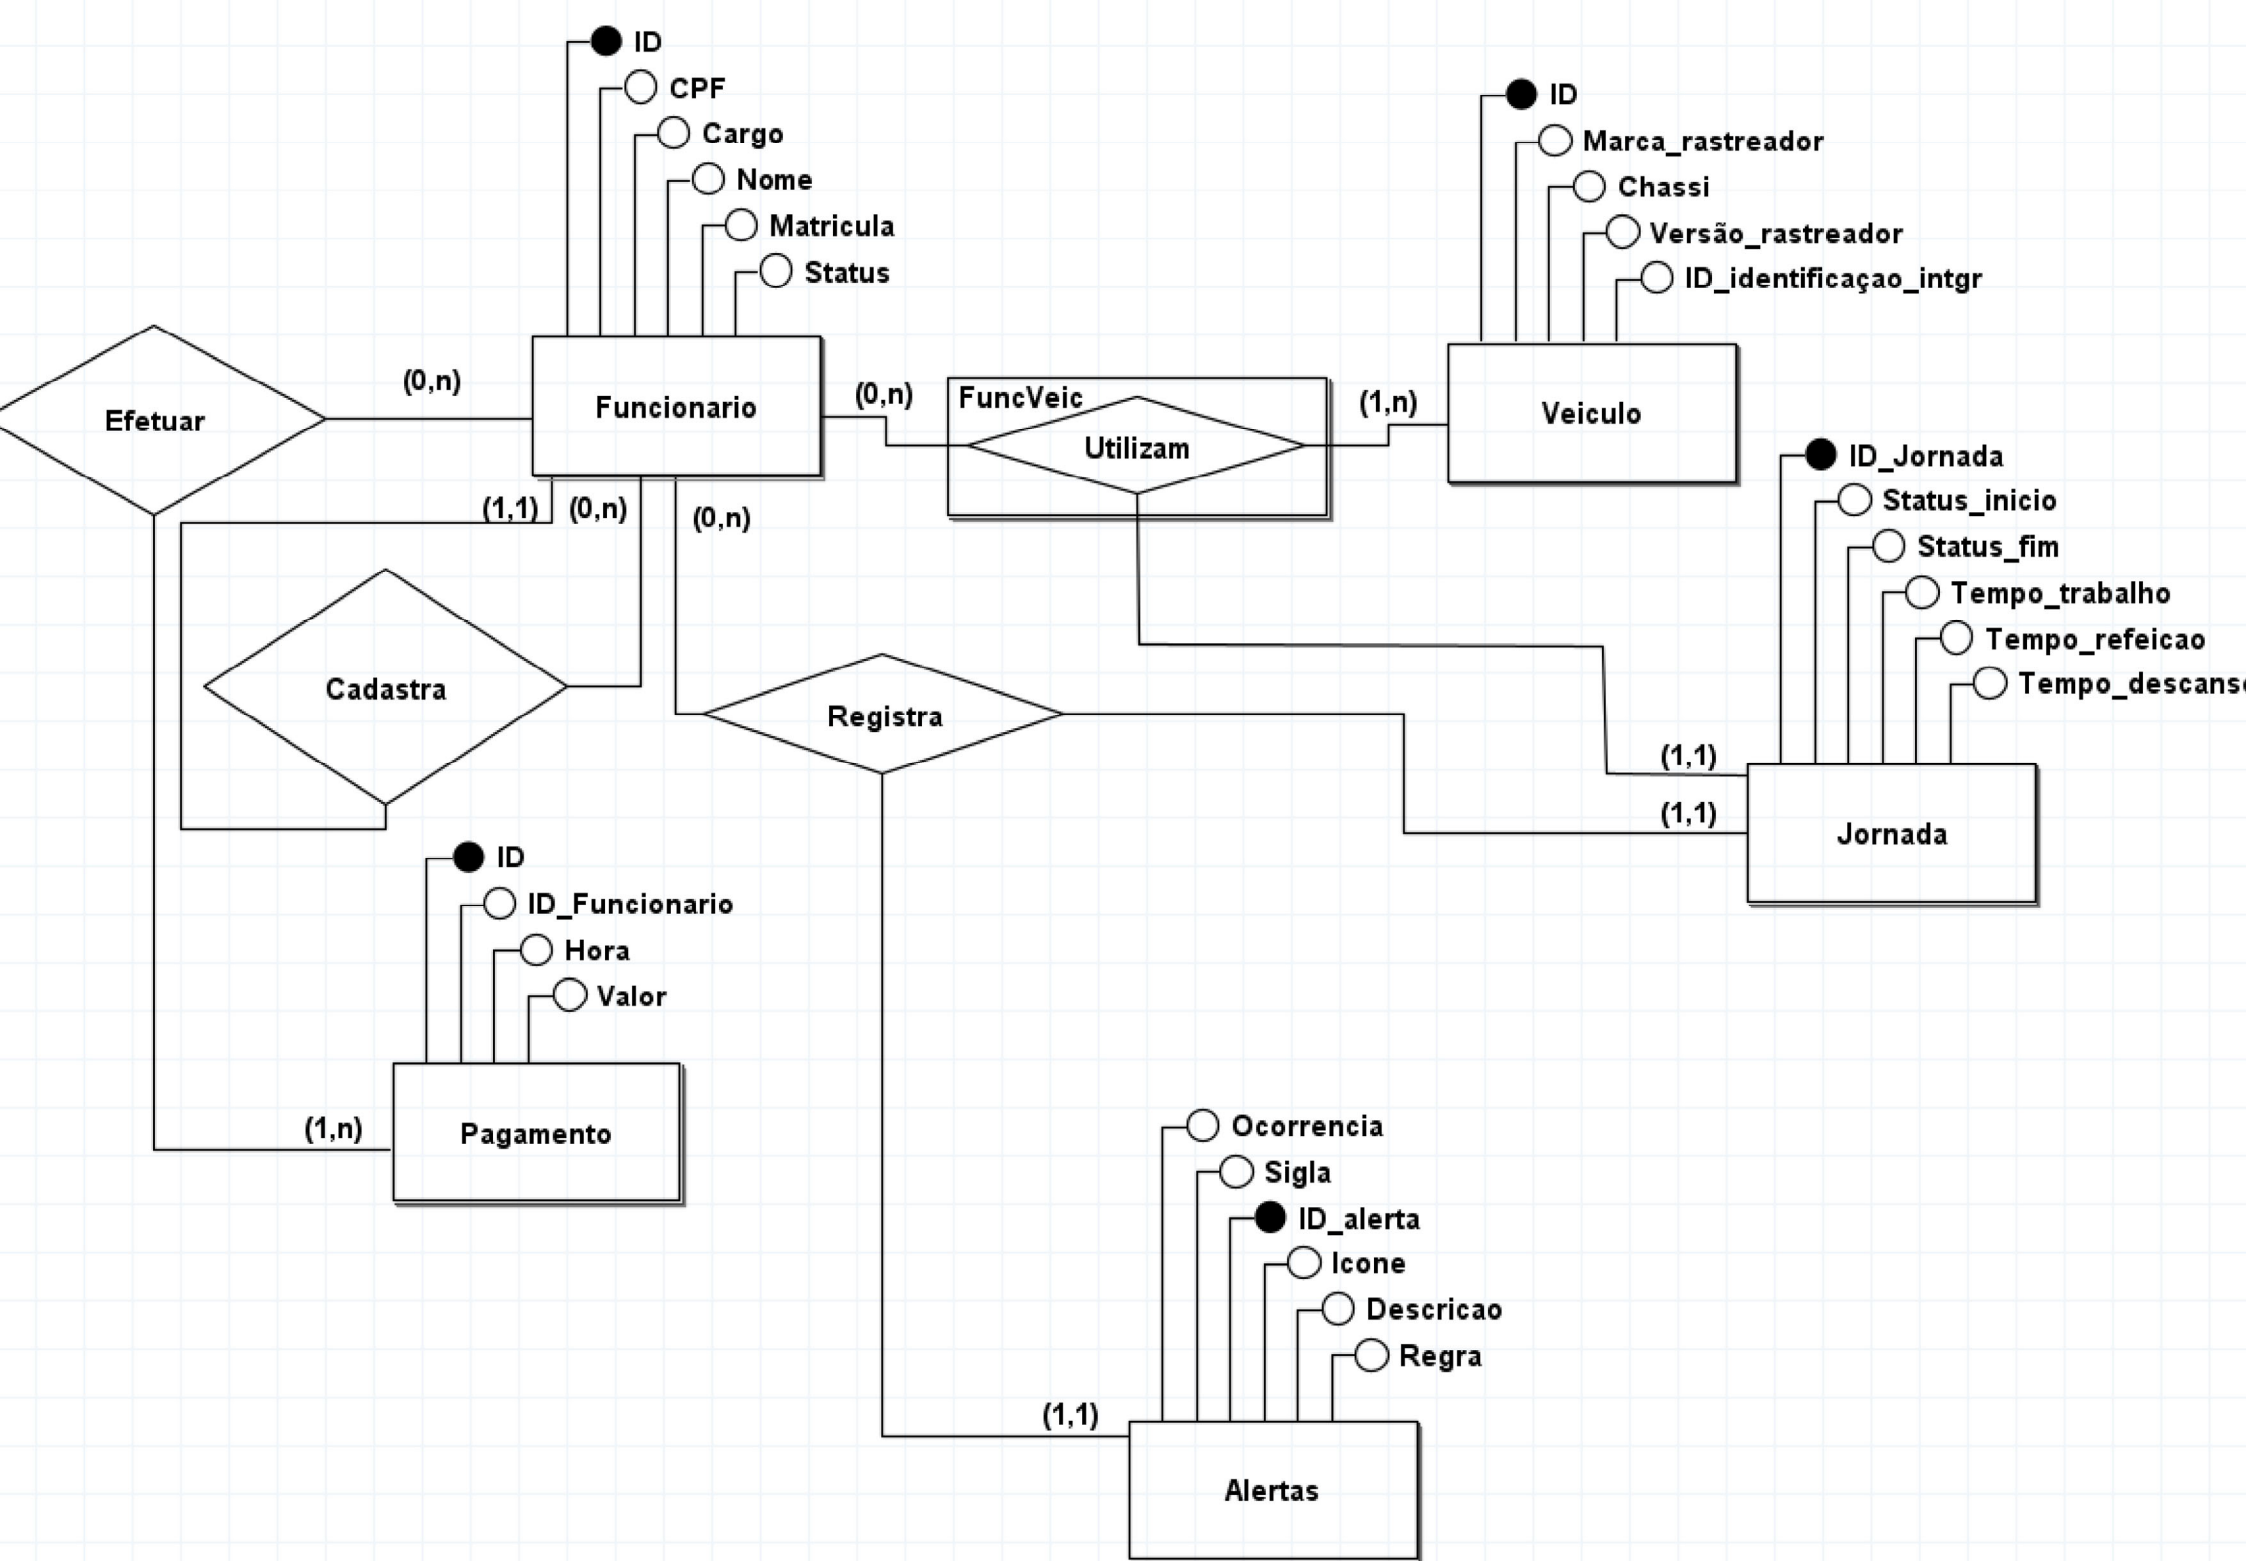 ID
CPF
Cargo
Nome
Matricula
Status
ID
Marca_rastreador
Chassi
Versão_rastreador
ID_identificaçao_intgr
Efetuar
(0,n)
Funcionario
(0,n)
FuncVeic
Utilizam
(1,n)
Veiculo
ID_Jornada
Status_inicio
Status_fim
Tempo_trabalho
Tempo_refeicao
Tempo_descanso
(1,1)
(0,n)
(0,n)
Cadastra
Registra
(1,1)
(1,1)
Jornada
ID
ID_Funcionario
Hora
Valor
(1,n)
Pagamento
Ocorrencia
Sigla
ID_alerta
Icone
Descricao
Regra
(1,1)
Alertas